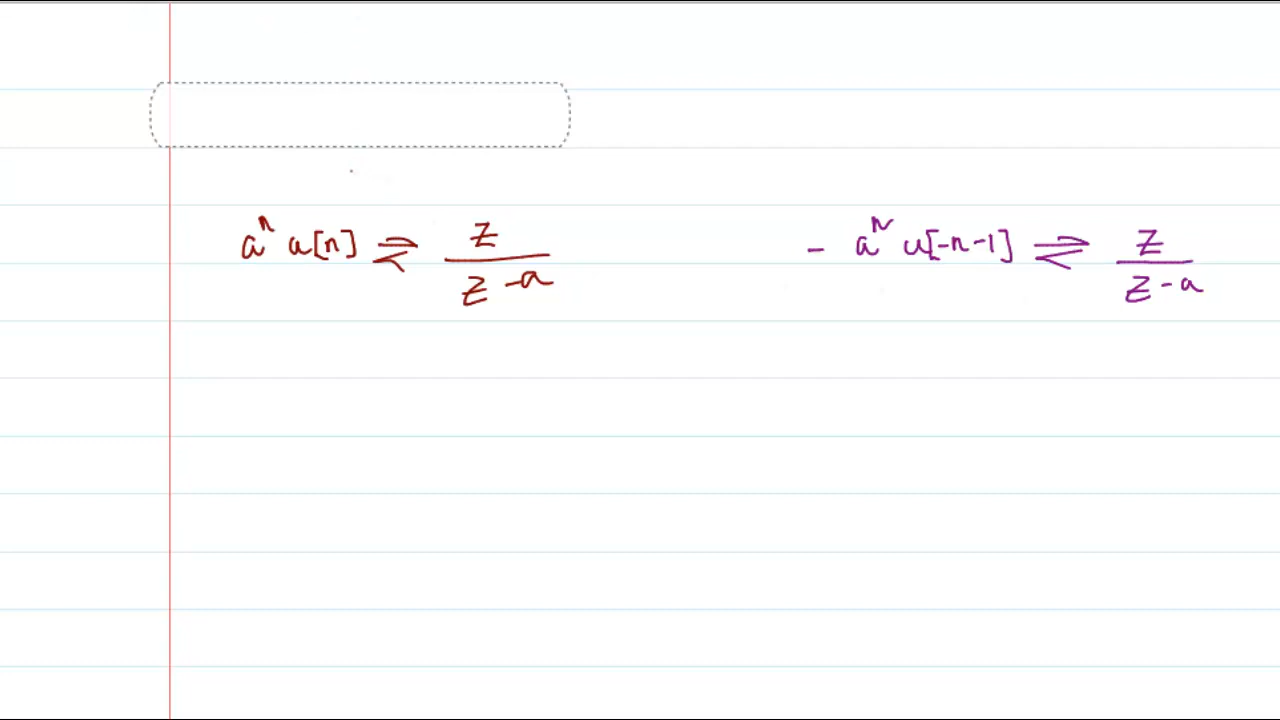 aⁿ u[n] ⇌ z/(z-a)
- aⁿ u[-n-1] ⇌ z/(z-a)